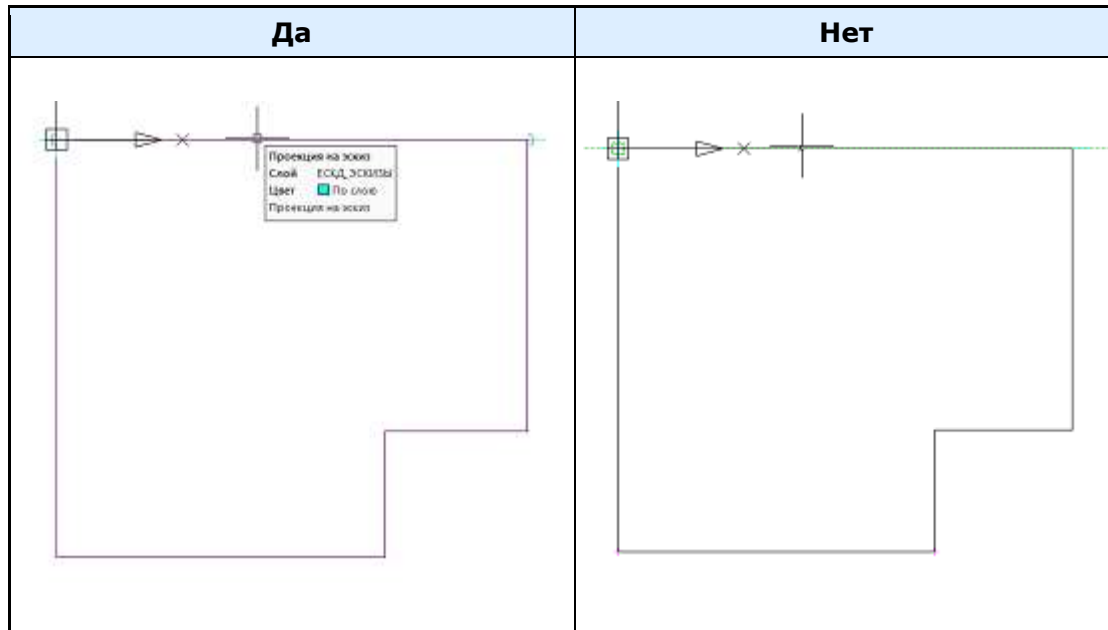 Да
Нет
Проекция на эскиз
Слой ЕСКД_ЭСКИЗЫ
Цвет По слою
Проекция на эскиз